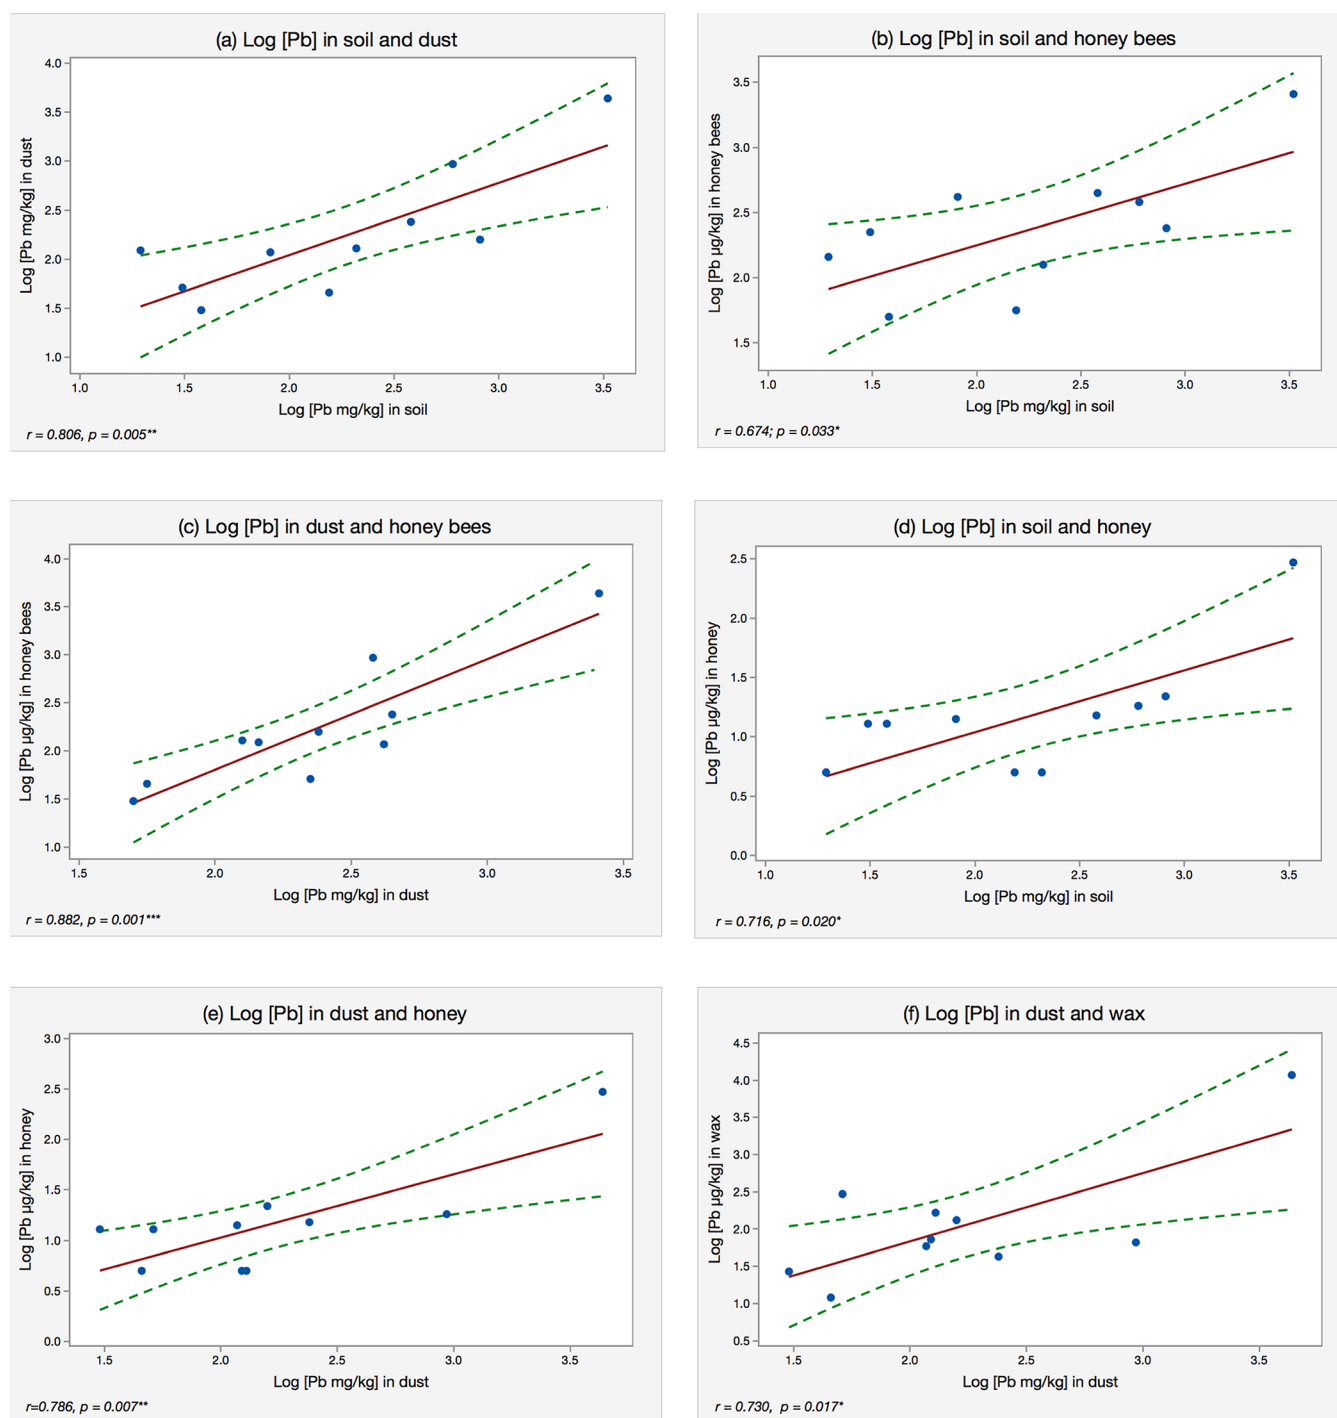 (a) Log [Pb] in soil and dust
Log [Pb mg/kg] in dust
4.0
3.5
3.0
2.5
2.0
1.5
1.0
1.0 1.5 2.0 2.5 3.0 3.5
Log [Pb mg/kg] in soil
r = 0.806, p = 0.005**
(b) Log [Pb] in soil and honey bees
Log [Pb µg/kg] in honey bees
3.5
3.0
2.5
2.0
1.5
1.0 1.5 2.0 2.5 3.0 3.5
Log [Pb mg/kg] in soil
r = 0.674; p = 0.033*
(c) Log [Pb] in dust and honey bees
Log [Pb µg/kg] in honey bees
4.0
3.5
3.0
2.5
2.0
1.5
1.0
1.5 2.0 2.5 3.0 3.5
Log [Pb mg/kg] in dust
r = 0.882, p = 0.001***
(d) Log [Pb] in soil and honey
Log [Pb µg/kg] in honey
2.5
2.0
1.5
1.0
0.5
0.0
1.0 1.5 2.0 2.5 3.0 3.5
Log [Pb mg/kg] in soil
r = 0.716, p = 0.020*
(e) Log [Pb] in dust and honey
Log [Pb µg/kg] in honey
3.0
2.5
2.0
1.5
1.0
0.5
0.0
1.5 2.0 2.5 3.0 3.5
Log [Pb mg/kg] in dust
r=0.786, p = 0.007**
(f) Log [Pb] in dust and wax
Log [Pb µg/kg] in wax
4.5
4.0
3.5
3.0
2.5
2.0
1.5
1.0
0.5
1.5 2.0 2.5 3.0 3.5
Log [Pb mg/kg] in dust
r = 0.730, p = 0.017*